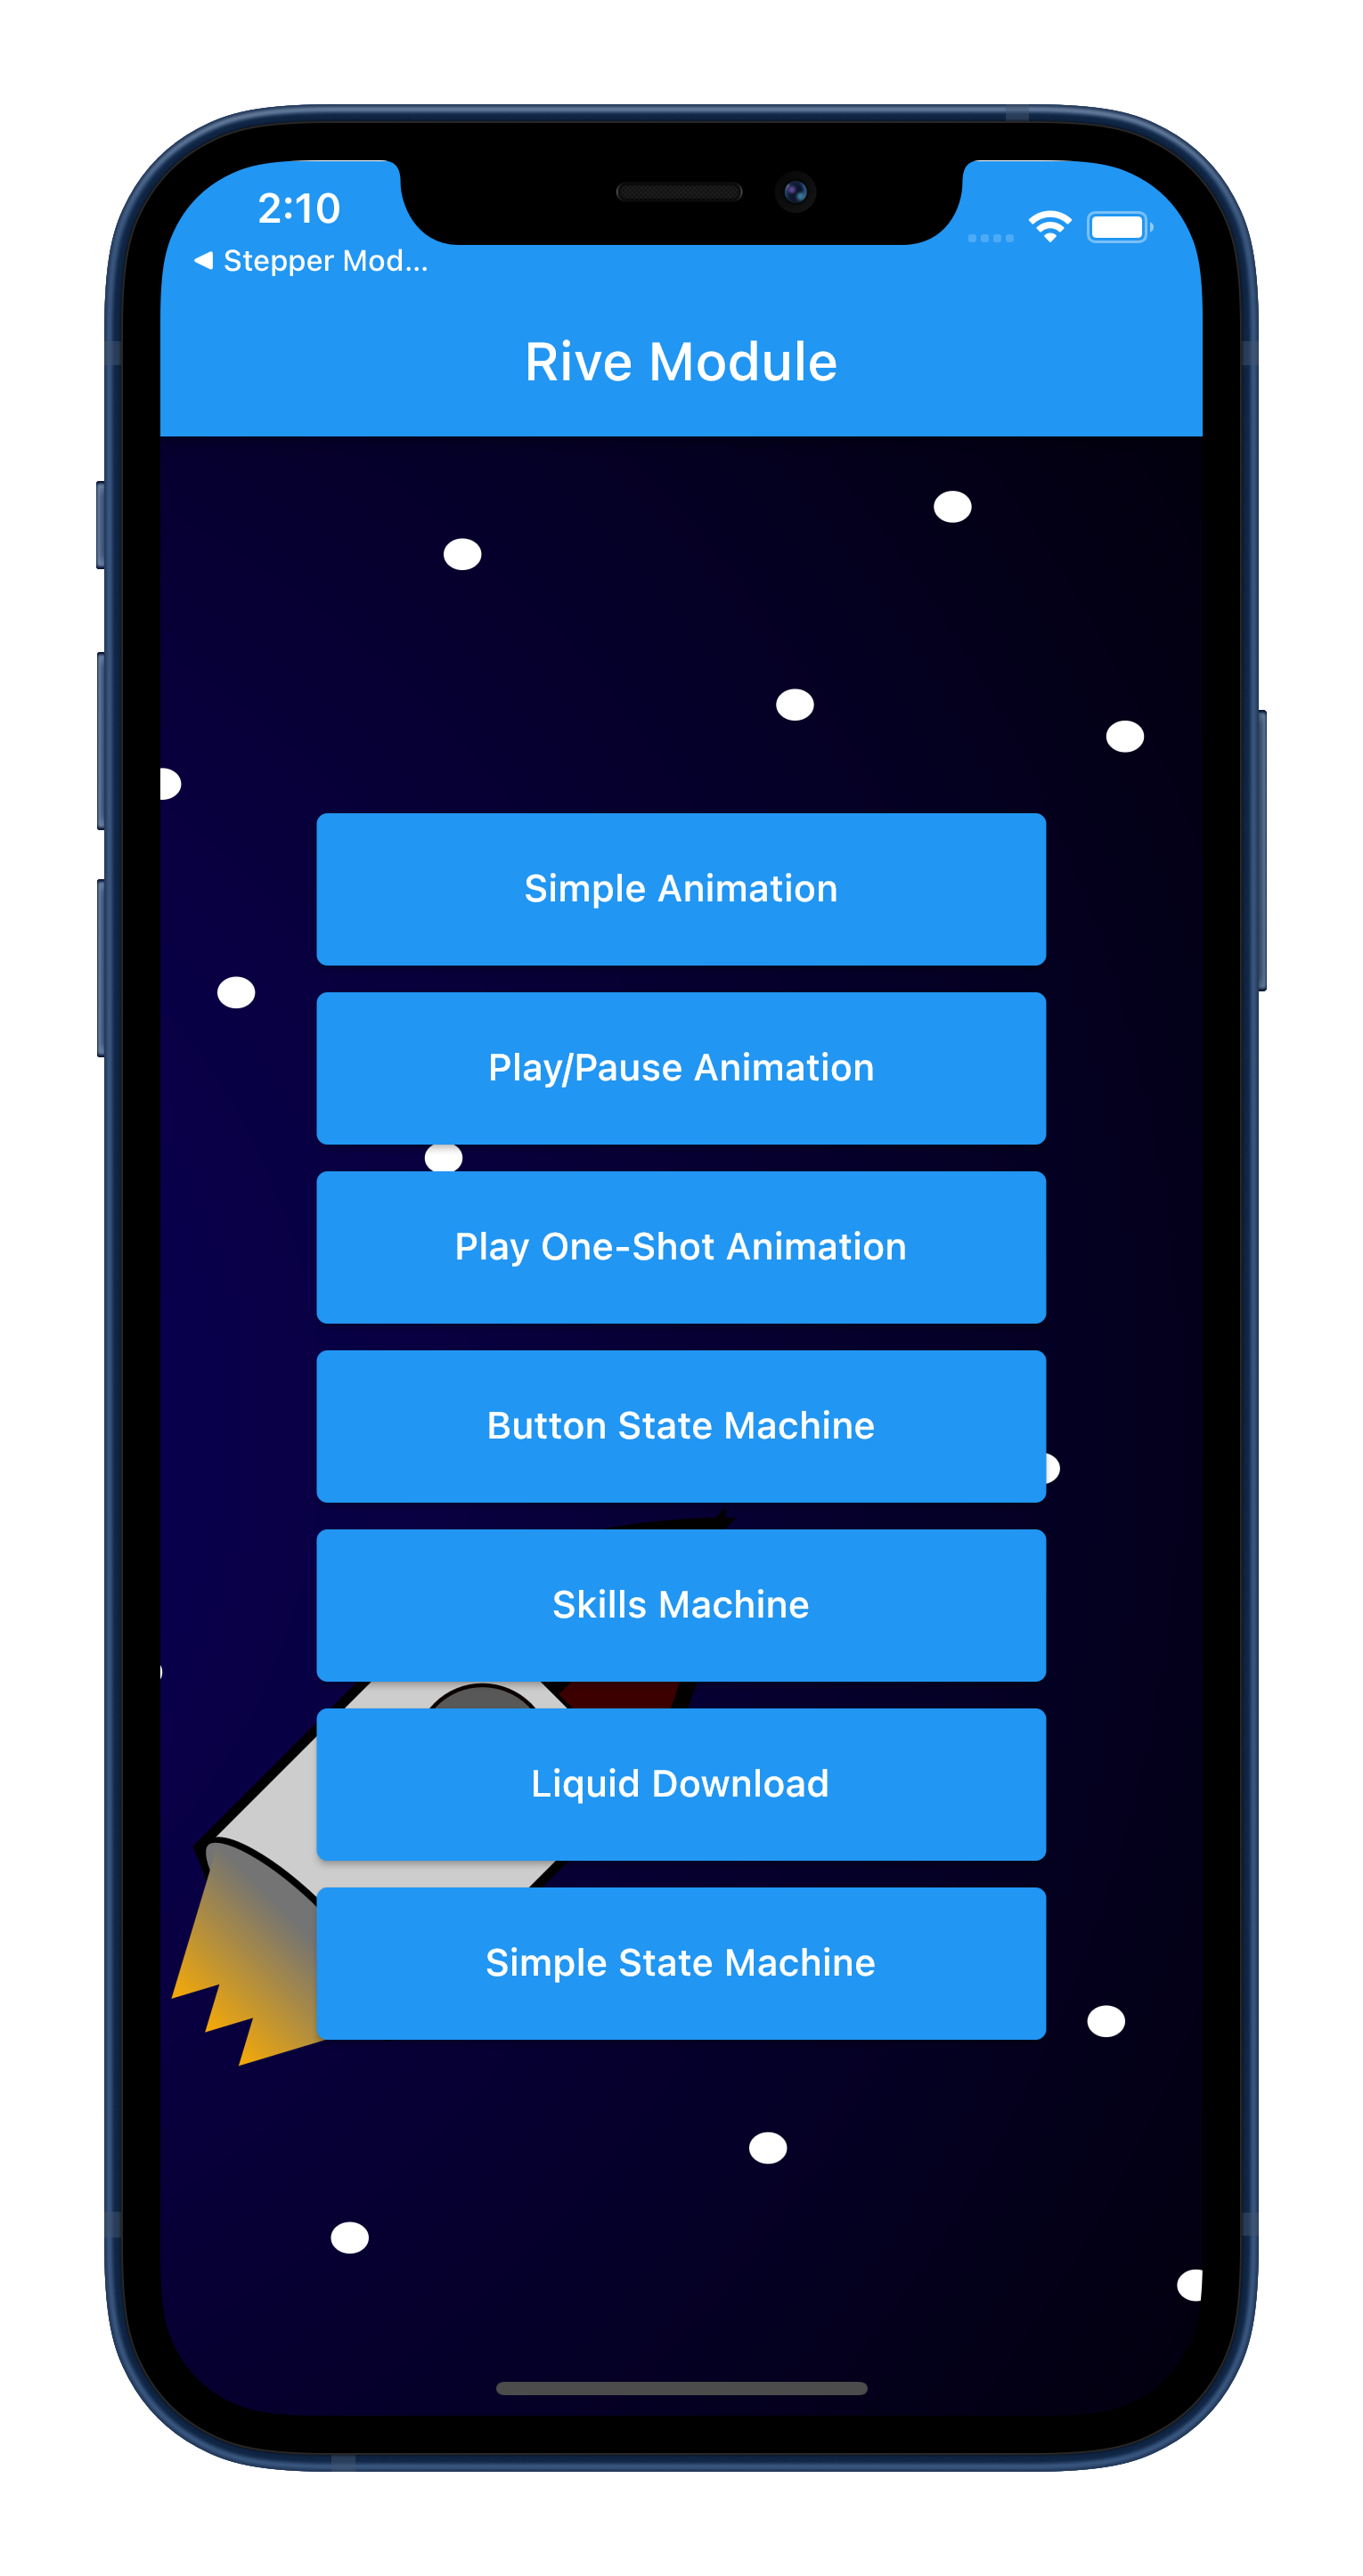 2:10
◀ Stepper Mod...
Rive Module
Simple Animation
Play/Pause Animation
Play One-Shot Animation
Button State Machine
Skills Machine
Liquid Download
Simple State Machine